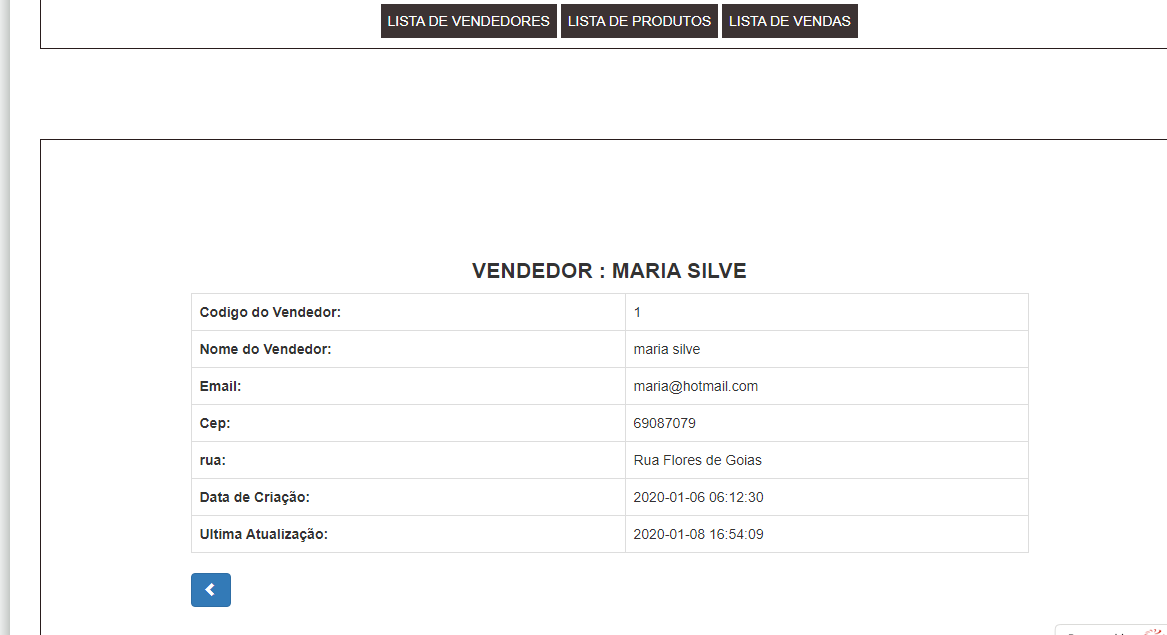 LISTA DE VENDEDORES LISTA DE PRODUTOS LISTA DE VENDAS
VENDEDOR : MARIA SILVE
Codigo do Vendedor: 1
Nome do Vendedor: maria silve
Email: maria@hotmail.com
Cep: 69087079
rua: Rua Flores de Goias
Data de Criação: 2020-01-06 06:12:30
Ultima Atualização: 2020-01-08 16:54:09